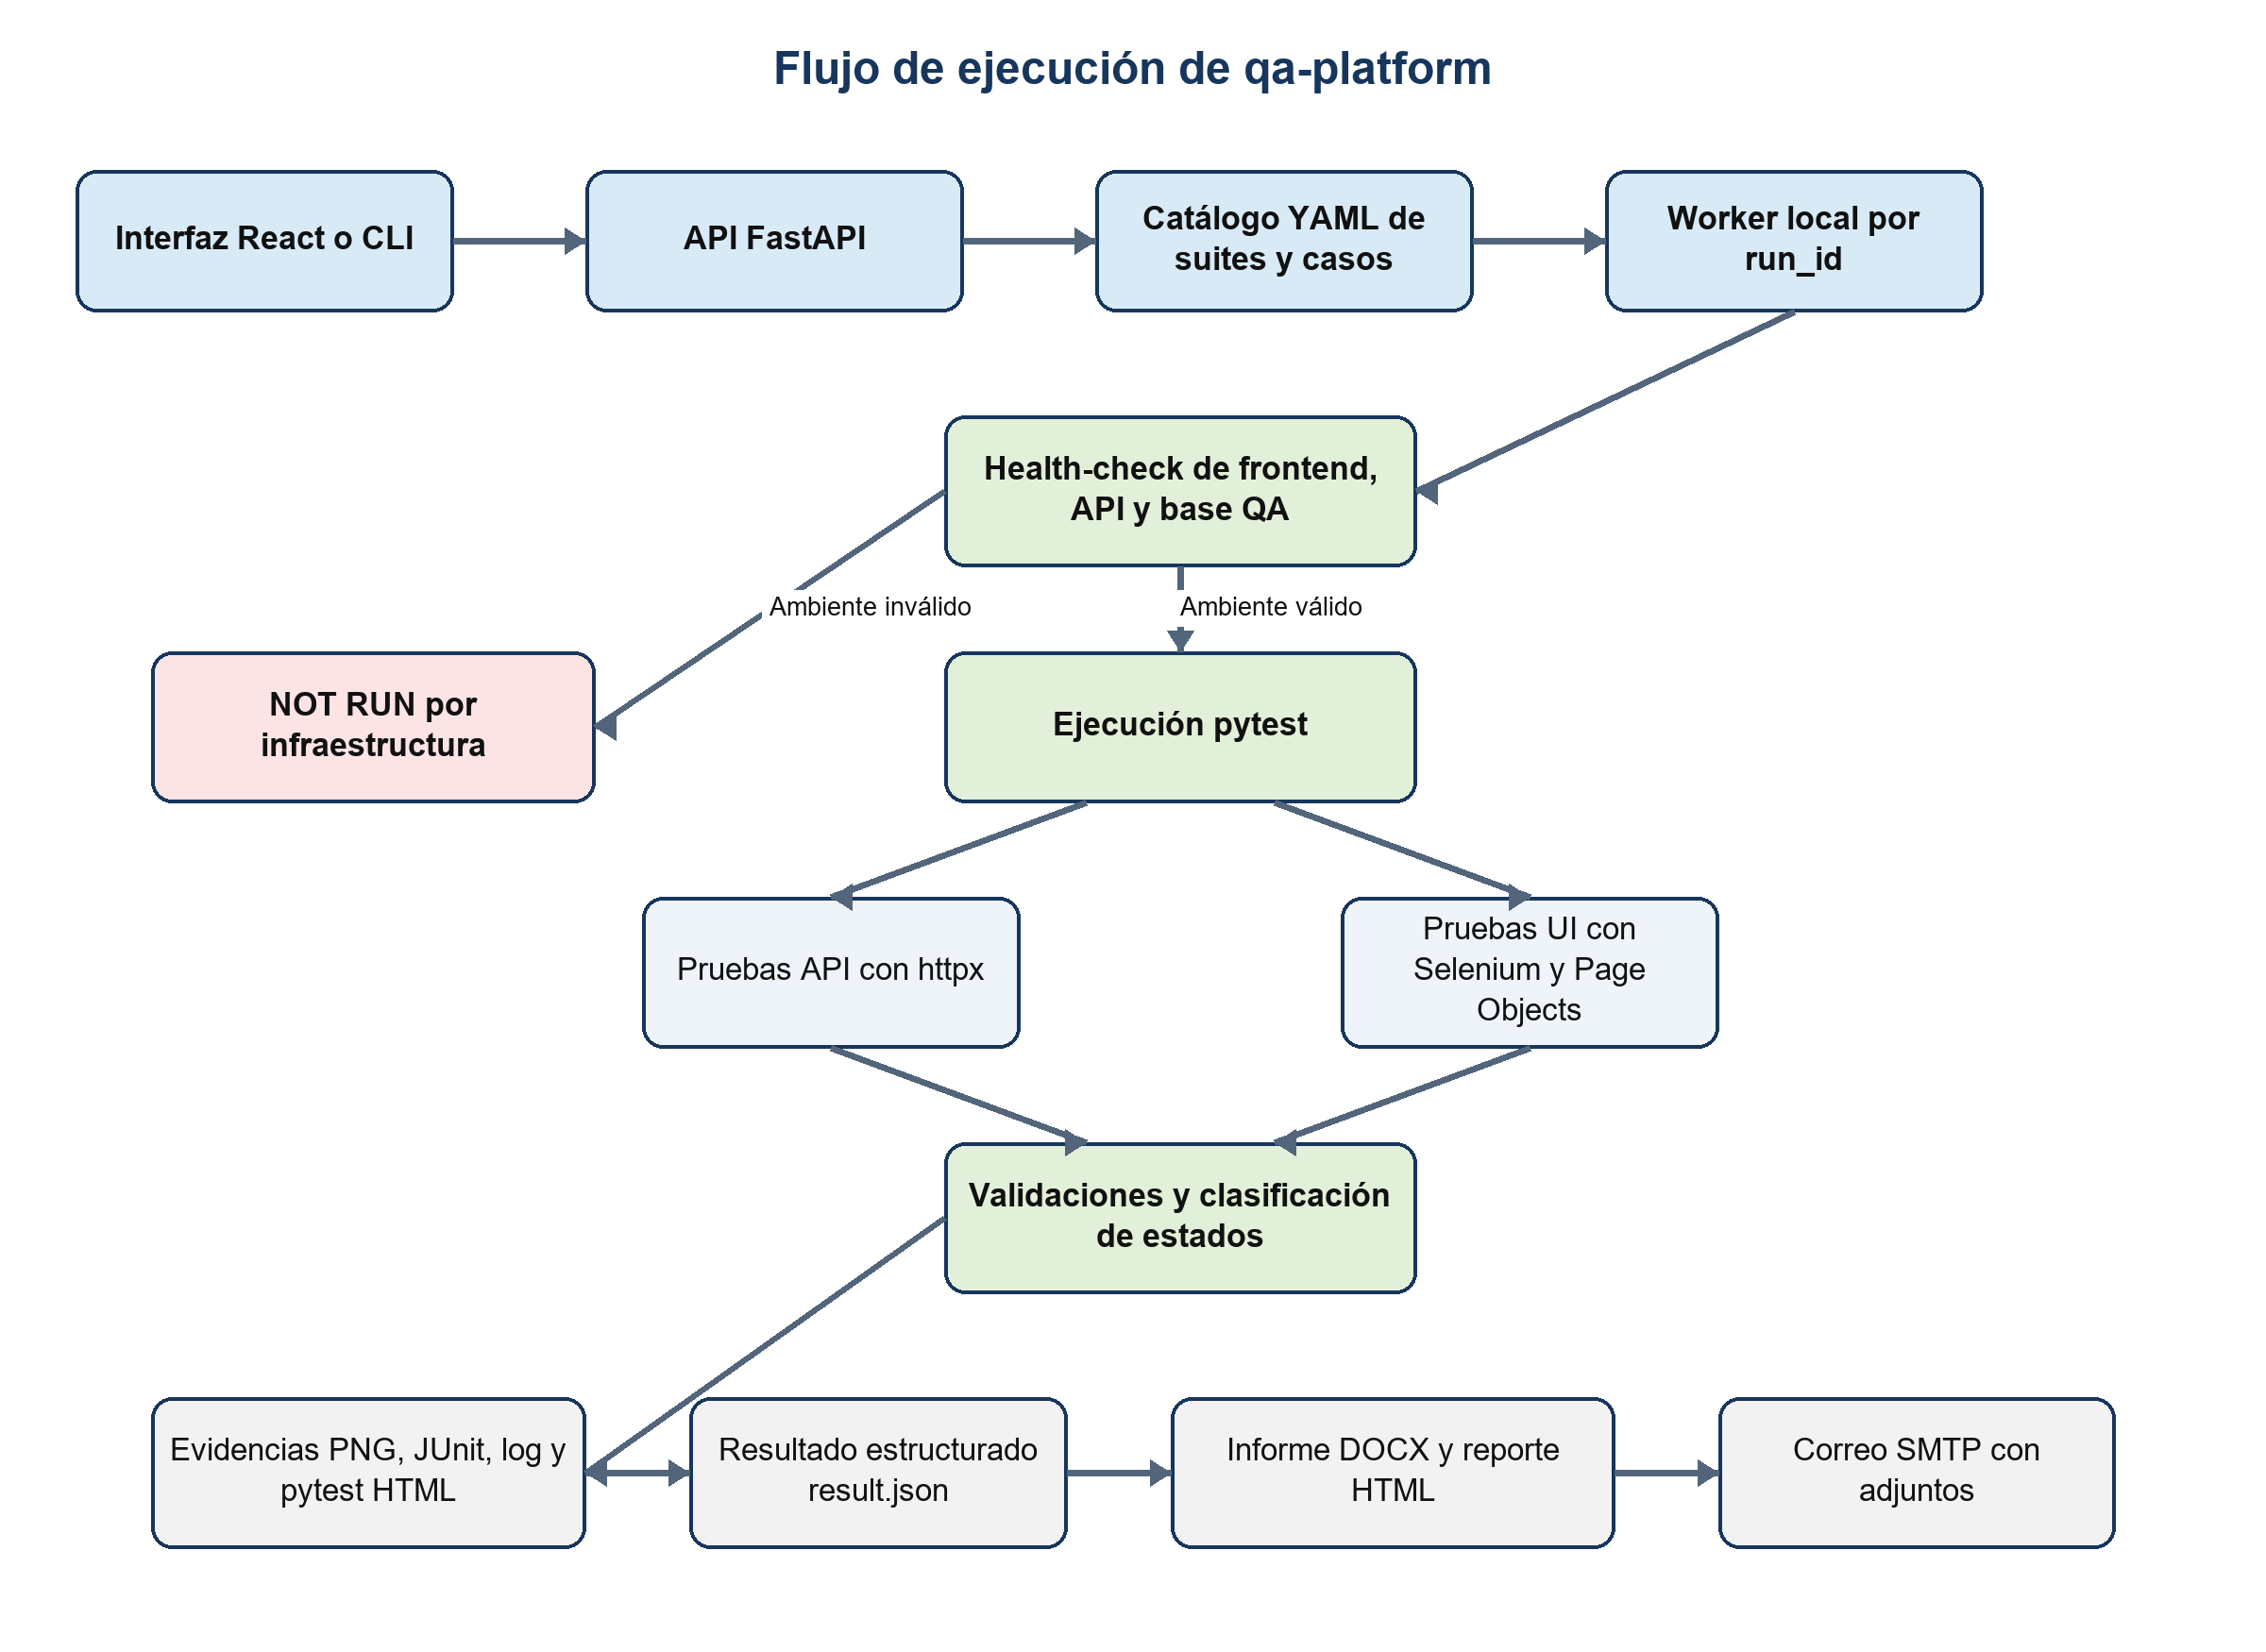 Flujo de ejecución de qa-platform
Interfaz React o CLI
API FastAPI
Catálogo YAML de
suites y casos
Worker local por
run_id
Health-check de frontend,
API y base QA
Ambiente inválido
Ambiente válido
NOT RUN por
infraestructura
Ejecución pytest
Pruebas API con httpx
Pruebas UI con
Selenium y Page
Objects
Validaciones y clasificación
de estados
Evidencias PNG, JUnit, log y
pytest HTML
Resultado estructurado
result.json
Informe DOCX y reporte
HTML
Correo SMTP con
adjuntos